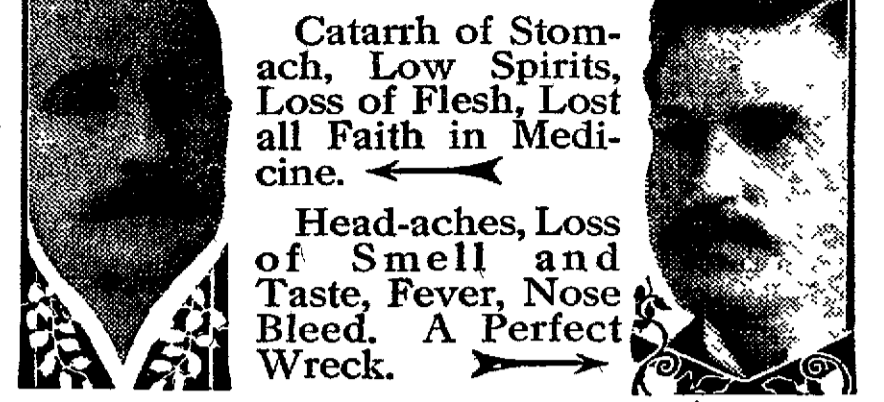 Catarrh of Stom-
ach, Low Spirits,
Loss of Flesh, Lost
all Faith in Medi-
cine.
Head-aches, Loss
of Smell and
Taste, Fever, Nose
Bleed. A Perfect
Wreck.